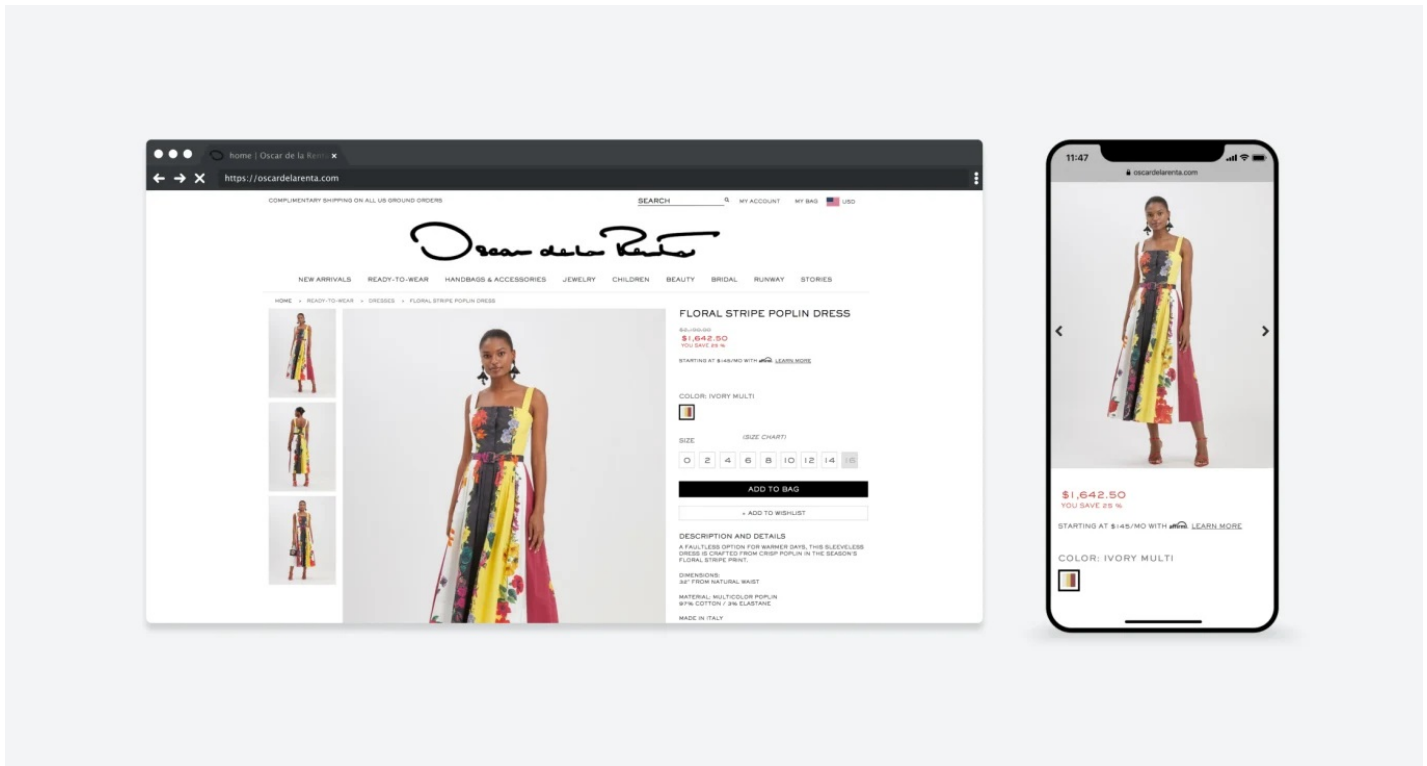 home | Oscar de la Renta
https://oscardelarenta.com
COMPLIMENTARY SHIPPING ON ALL US GROUND ORDERS
SEARCH MY ACCOUNT MY BAG USD
Oscar de la Renta
NEW ARRIVALS READY-TO-WEAR HANDBAGS & ACCESSORIES JEWELRY CHILDREN BEAUTY BRIDAL RUNWAY STORIES
HOME READY-TO-WEAR DRESSES FLORAL STRIPE POPLIN DRESS
FLORAL STRIPE POPLIN DRESS
$1,642.50
YOU SAVE 25 %
STARTING AT $145/MO WITH affirm LEARN MORE
COLOR: IVORY MULTI
SIZE (SIZE CHART)
0 2 4 6 8 10 12 14 16
ADD TO BAG
+ ADD TO WISHLIST
DESCRIPTION AND DETAILS
A FAULTLESS OPTION FOR WARMER DAYS, THIS SLEEVELESS
DRESS IS CRAFTED FROM CRISP POPLIN IN THE SEASON'S
FLORAL STRIPE PRINT.
DIMENSIONS:
32" FROM NATURAL WAIST
MATERIAL: MULTICOLOR POPLIN
97% COTTON / 3% ELASTANE
MADE IN ITALY
11:47
oscardelarenta.com
$1,642.50
YOU SAVE 25 %
STARTING AT $145/MO WITH affirm LEARN MORE
COLOR: IVORY MULTI